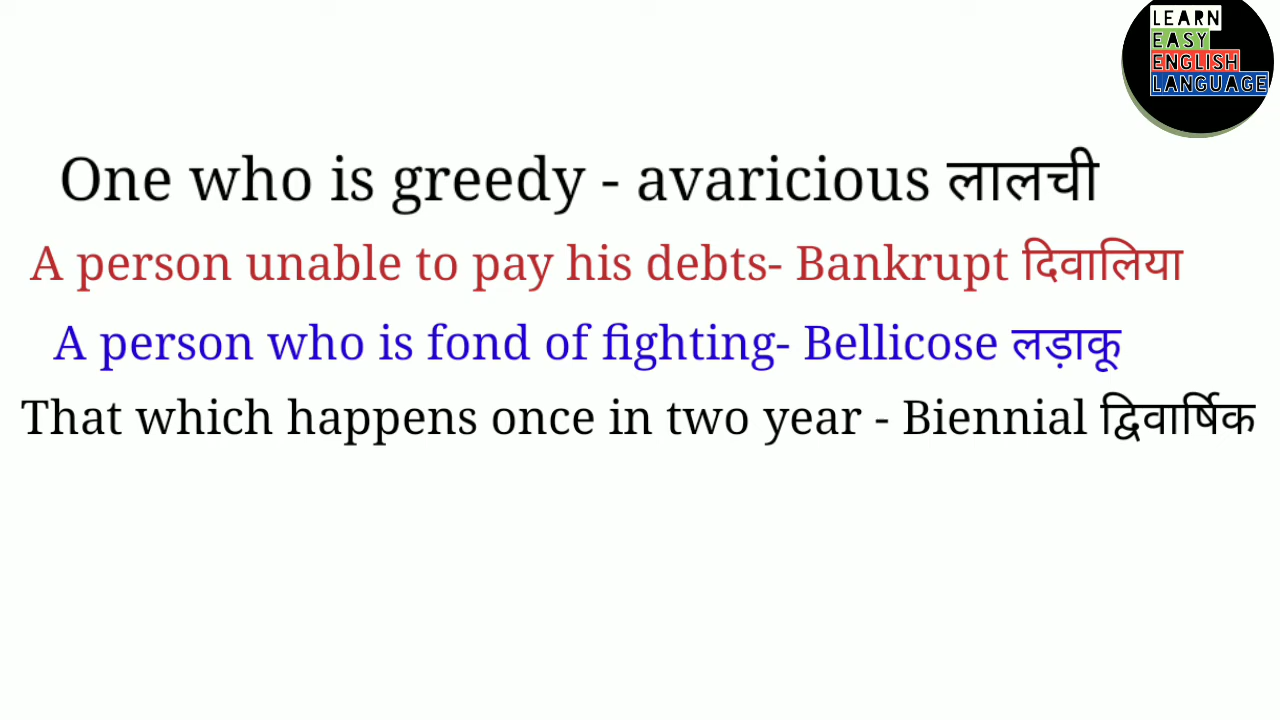 LEARN
EASY
ENGLISH
LANGUAGE
One who is greedy - avaricious लालची
A person unable to pay his debts- Bankrupt दिवालिया
A person who is fond of fighting- Bellicose लड़ाकू
That which happens once in two year - Biennial द्विवार्षिक